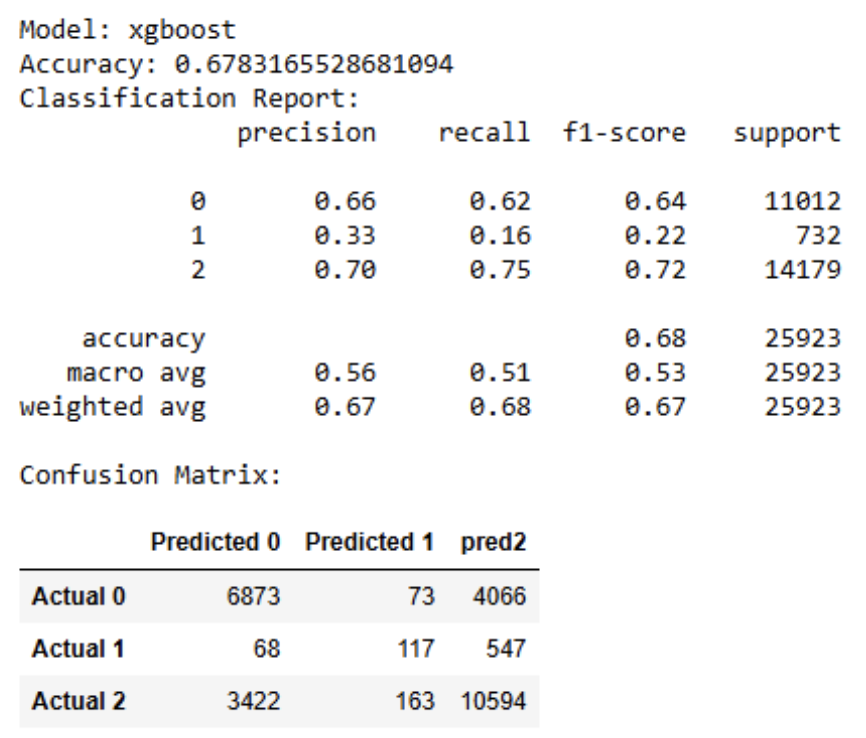 Model: xgboost
Accuracy: 0.6783165528681094
Classification Report:
precision recall f1-score support
0 0.66 0.62 0.64 11012
1 0.33 0.16 0.22 732
2 0.70 0.75 0.72 14179
accuracy 0.68 25923
macro avg 0.56 0.51 0.53 25923
weighted avg 0.67 0.68 0.67 25923
Confusion Matrix:
Predicted 0 Predicted 1 pred2
Actual 0 6873 73 4066
Actual 1 68 117 547
Actual 2 3422 163 10594